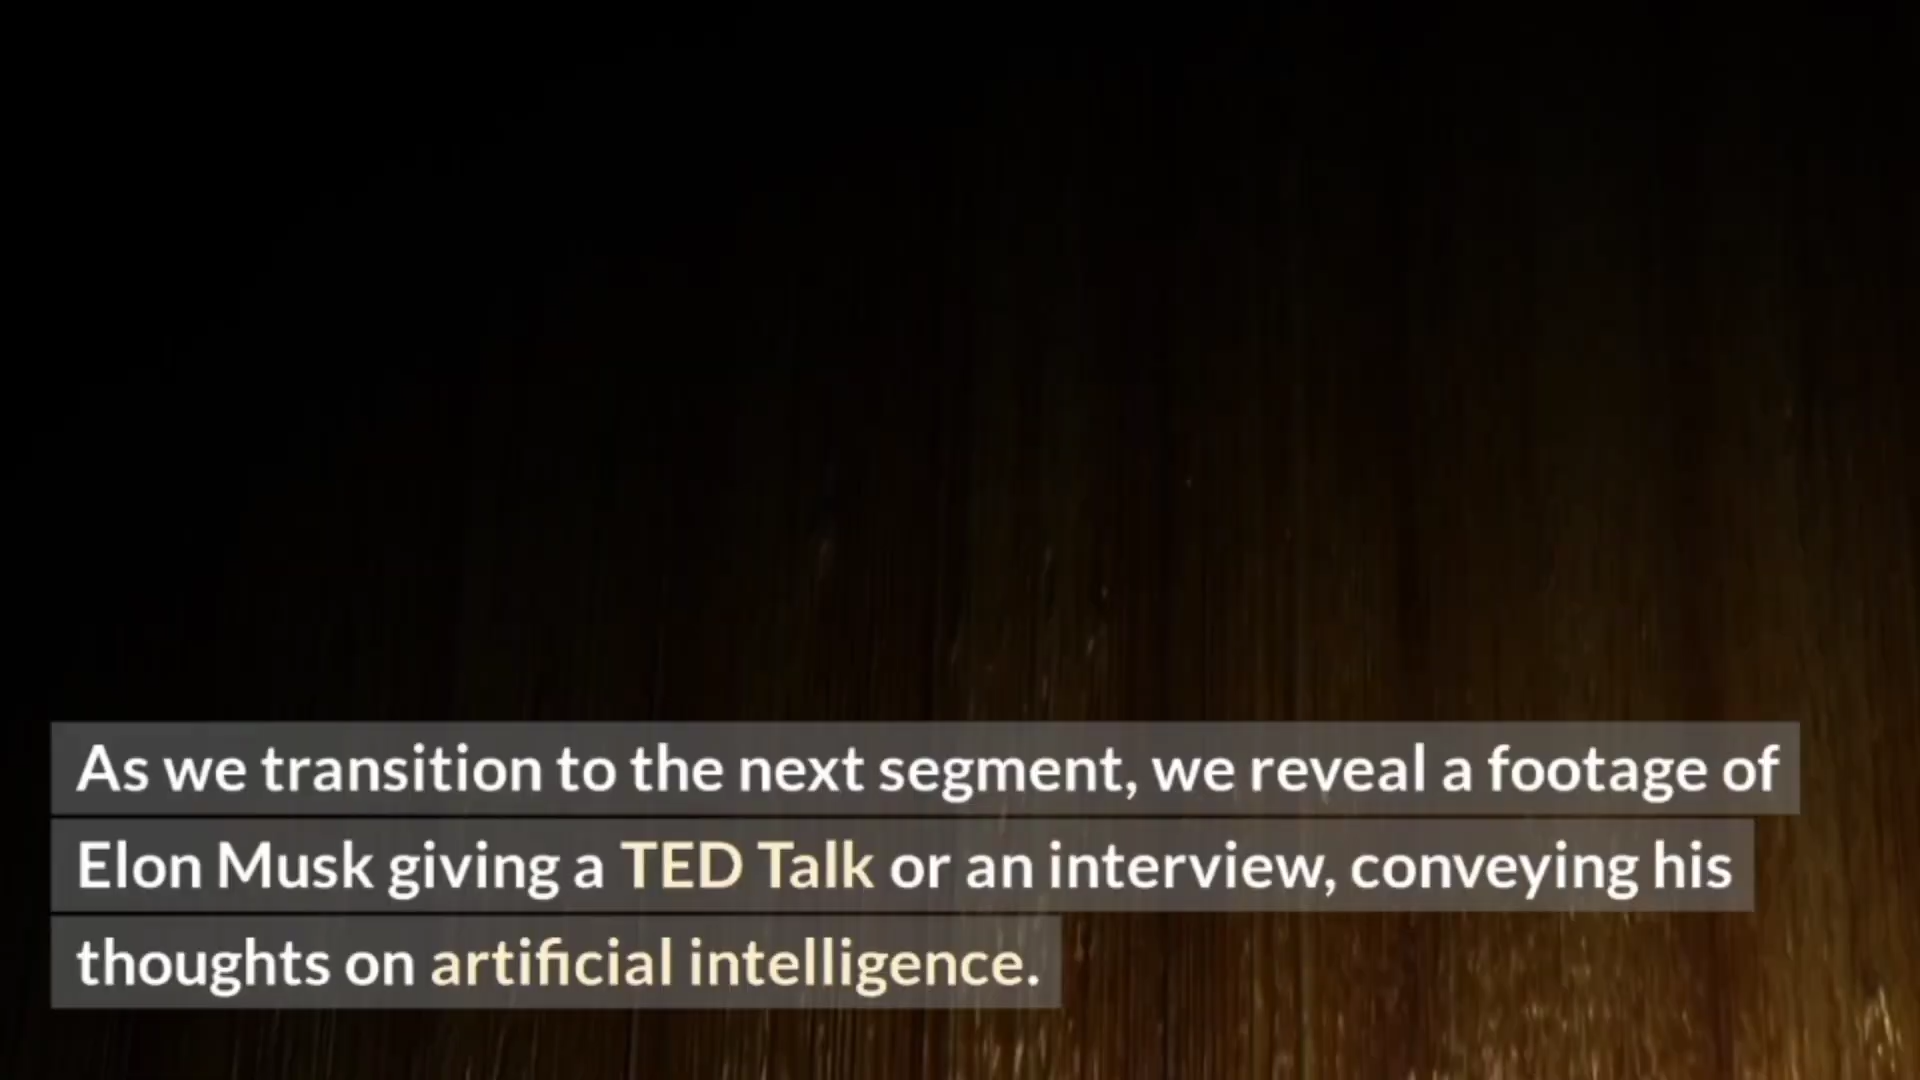 As we transition to the next segment, we reveal a footage of
Elon Musk giving a TED Talk or an interview, conveying his
thoughts on artificial intelligence.